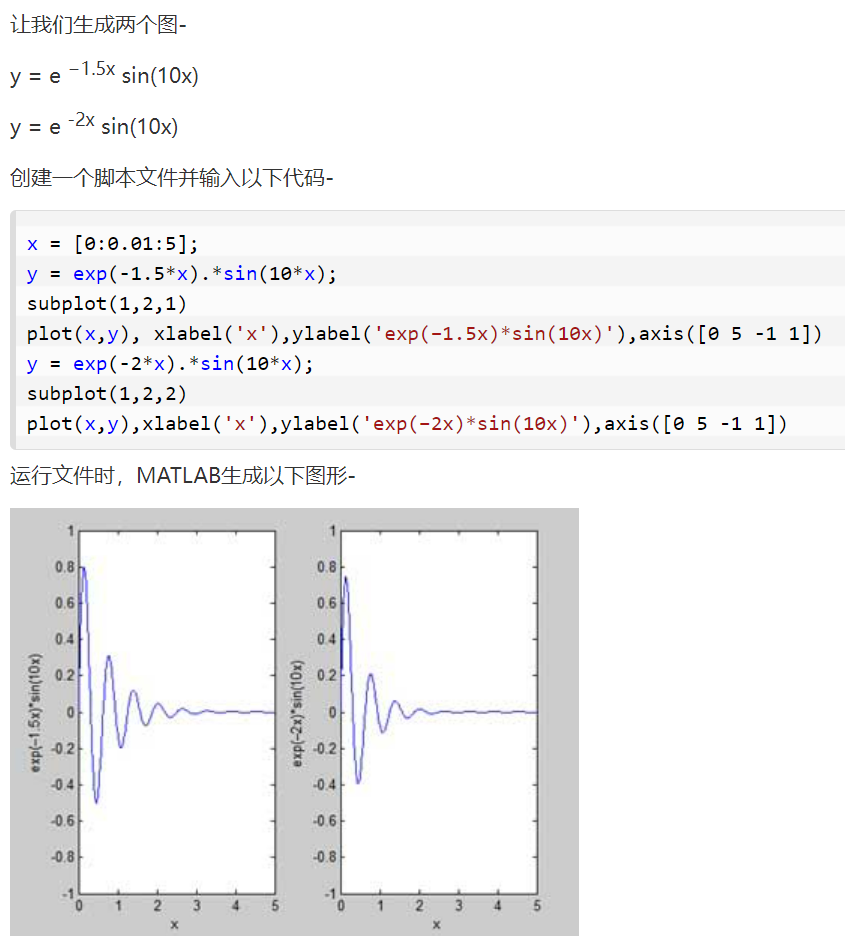 让我们生成两个图-
y = e −1.5x sin(10x)
y = e -2x sin(10x)
创建一个脚本文件并输入以下代码-
x = [0:0.01:5];
y = exp(-1.5*x).*sin(10*x);
subplot(1,2,1)
plot(x,y), xlabel('x'),ylabel('exp(–1.5x)*sin(10x)'),axis([0 5 -1 1])
y = exp(-2*x).*sin(10*x);
subplot(1,2,2)
plot(x,y),xlabel('x'),ylabel('exp(–2x)*sin(10x)'),axis([0 5 -1 1])
运行文件时，MATLAB生成以下图形-
1
0.8
0.6
0.4
0.2
0
-0.2
-0.4
-0.6
-0.8
-1
0 1 2 3 4 5
x
exp(–1.5x)*sin(10x)
1
0.8
0.6
0.4
0.2
0
-0.2
-0.4
-0.6
-0.8
-1
0 1 2 3 4 5
x
exp(–2x)*sin(10x)